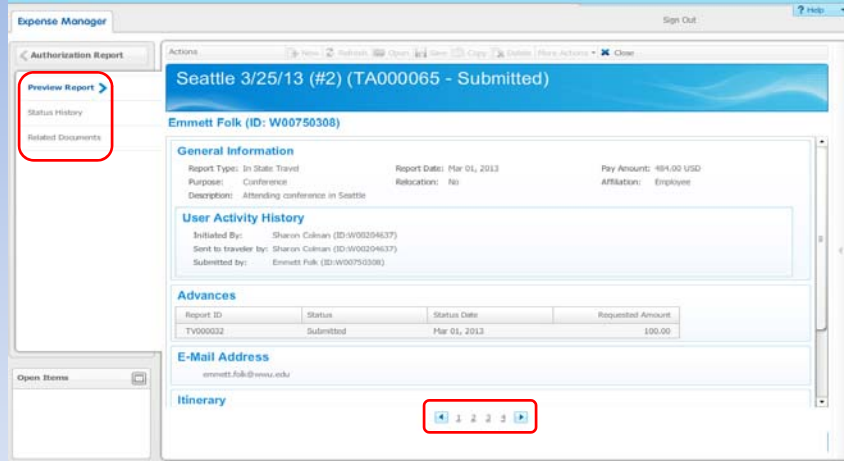 ? Help
Expense Manager
Sign Out
Authorization Report
Preview Report
Status History
Related Documents
Open Items
Actions New Refresh Open Save Copy Delete More Actions Close
Seattle 3/25/13 (#2) (TA000065 - Submitted)
Emmett Folk (ID: W00750308)
General Information
Report Type: In State Travel Report Date: Mar 01, 2013 Pay Amount: 484.00 USD
Purpose: Conference Relocation: No Affiliation: Employee
Description: Attending conference in Seattle
User Activity History
Initiated By: Sharon Colman (ID:W00204637)
Sent to traveler by: Sharon Colman (ID:W00204637)
Submitted by: Emmett Folk (ID:W00750308)
Advances
Report ID Status Status Date Requested Amount
TV000032 Submitted Mar 01, 2013 100.00
E-Mail Address
emmett.folk@wwu.edu
Itinerary
1 2 3 4